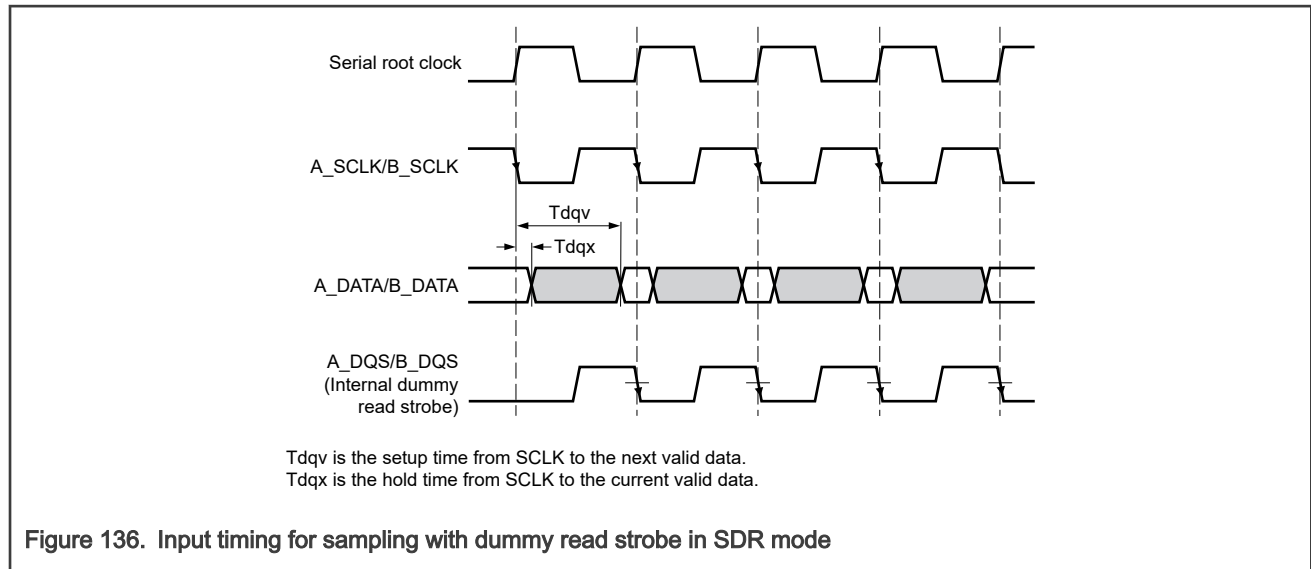 Serial root clock
A_SCLK/B_SCLK
Tdqv
Tdqx
A_DATA/B_DATA
A_DQS/B_DQS
(Internal dummy
read strobe)
Tdqv is the setup time from SCLK to the next valid data.
Tdqx is the hold time from SCLK to the current valid data.
Figure 136. Input timing for sampling with dummy read strobe in SDR mode